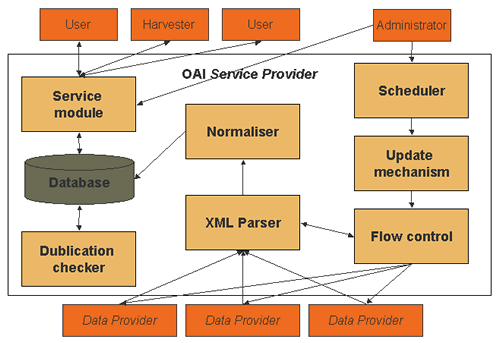 User
Harvester
User
Administrator
OAI Service Provider
Service
module
Scheduler
Normaliser
Update
mechanism
Database
XML Parser
Flow control
Dublication
checker
Data Provider
Data Provider
Data Provider